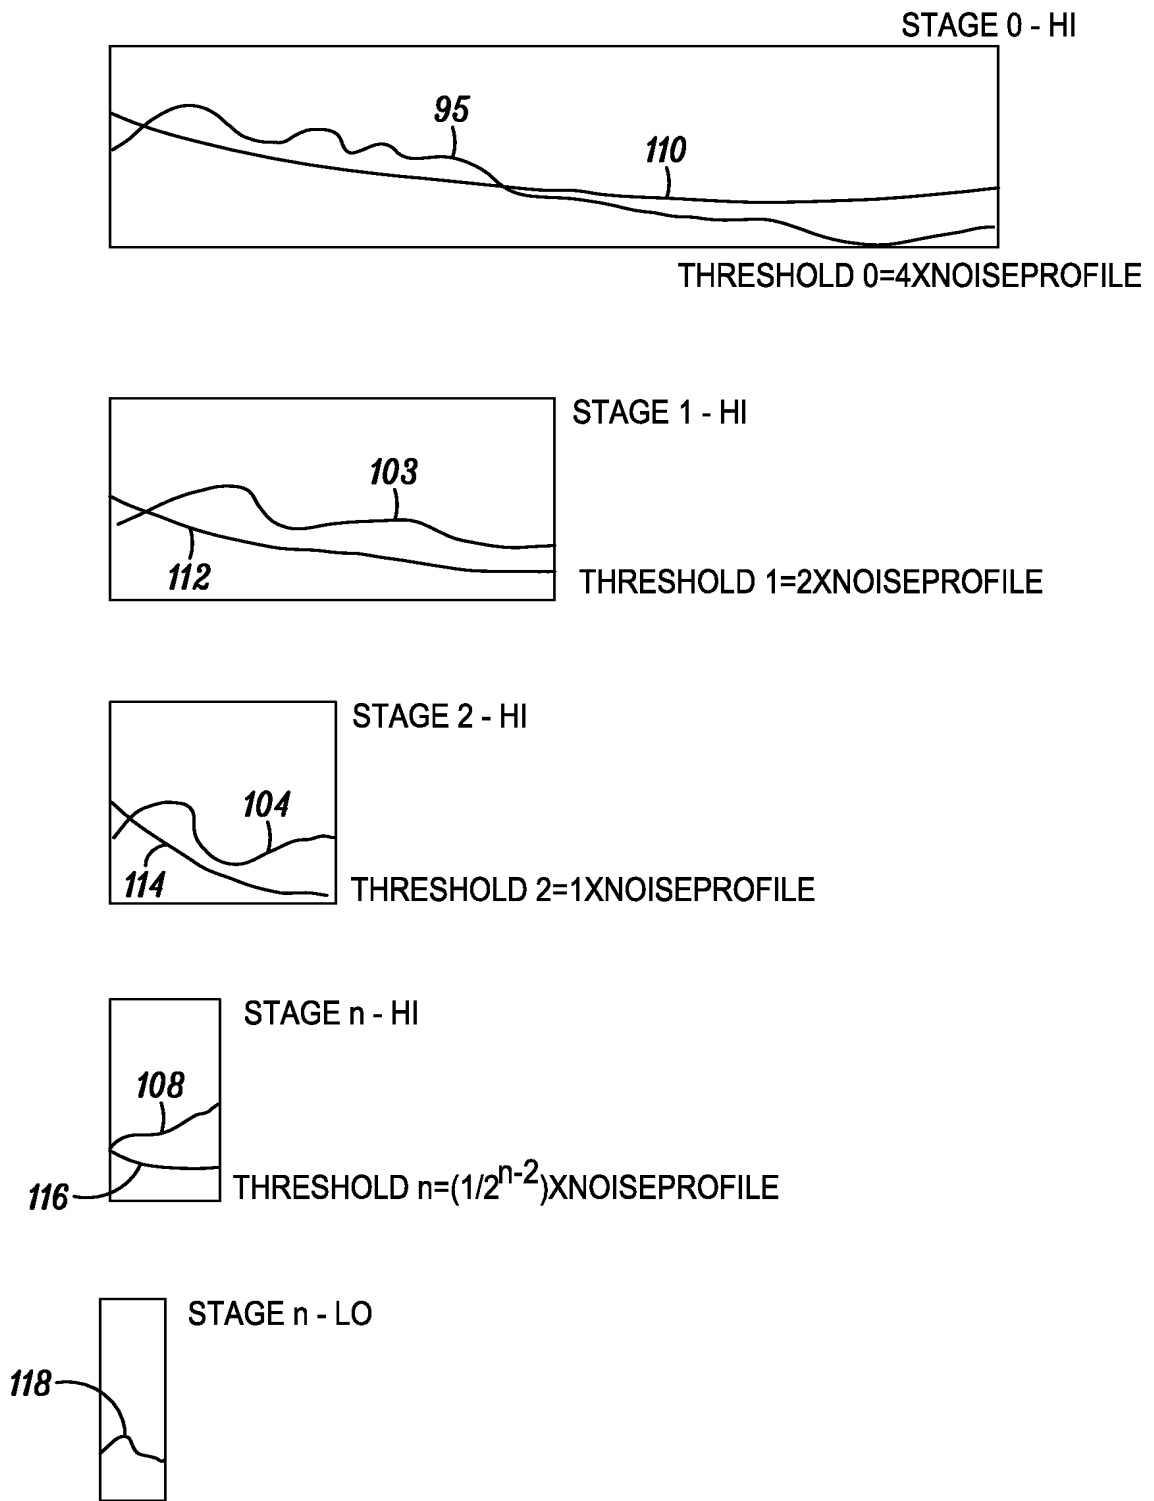 STAGE 0 - HI
95
110
THRESHOLD 0=4XNOISEPROFILE
STAGE 1 - HI
103
112
THRESHOLD 1=2XNOISEPROFILE
STAGE 2 - HI
104
114
THRESHOLD 2=1XNOISEPROFILE
STAGE n - HI
108
116
THRESHOLD n=(1/2^n-2)XNOISEPROFILE
STAGE n - LO
118